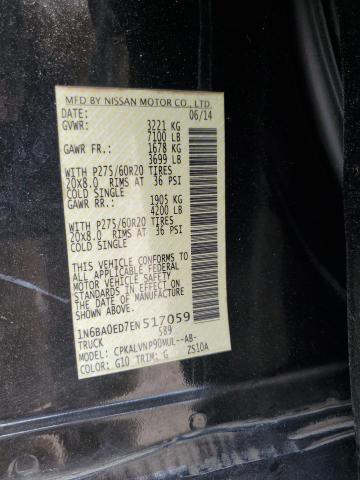 MFD BY NISSAN MOTOR CO., LTD.
DATE: 06/14
GVWR: 3221 KG
7100 LB
GAWR FR.: 1678 KG
3699 LB
WITH P275/60R20 TIRES
20X8.0 RIMS AT 36 PSI
COLD SINGLE
GAWR RR.: 1905 KG
4200 LB
WITH P275/60R20 TIRES
20X8.0 RIMS AT 36 PSI
COLD SINGLE
THIS VEHICLE CONFORMS TO
ALL APPLICABLE FEDERAL
MOTOR VEHICLE SAFETY
STANDARDS IN EFFECT ON
THE DATE OF MANUFACTURE
SHOWN ABOVE.
1N6BA0ED7EN517059
TRUCK 589
MODEL: CPKALVNP90MUL--AB-
COLOR: G10 TRIM: G ZS10A